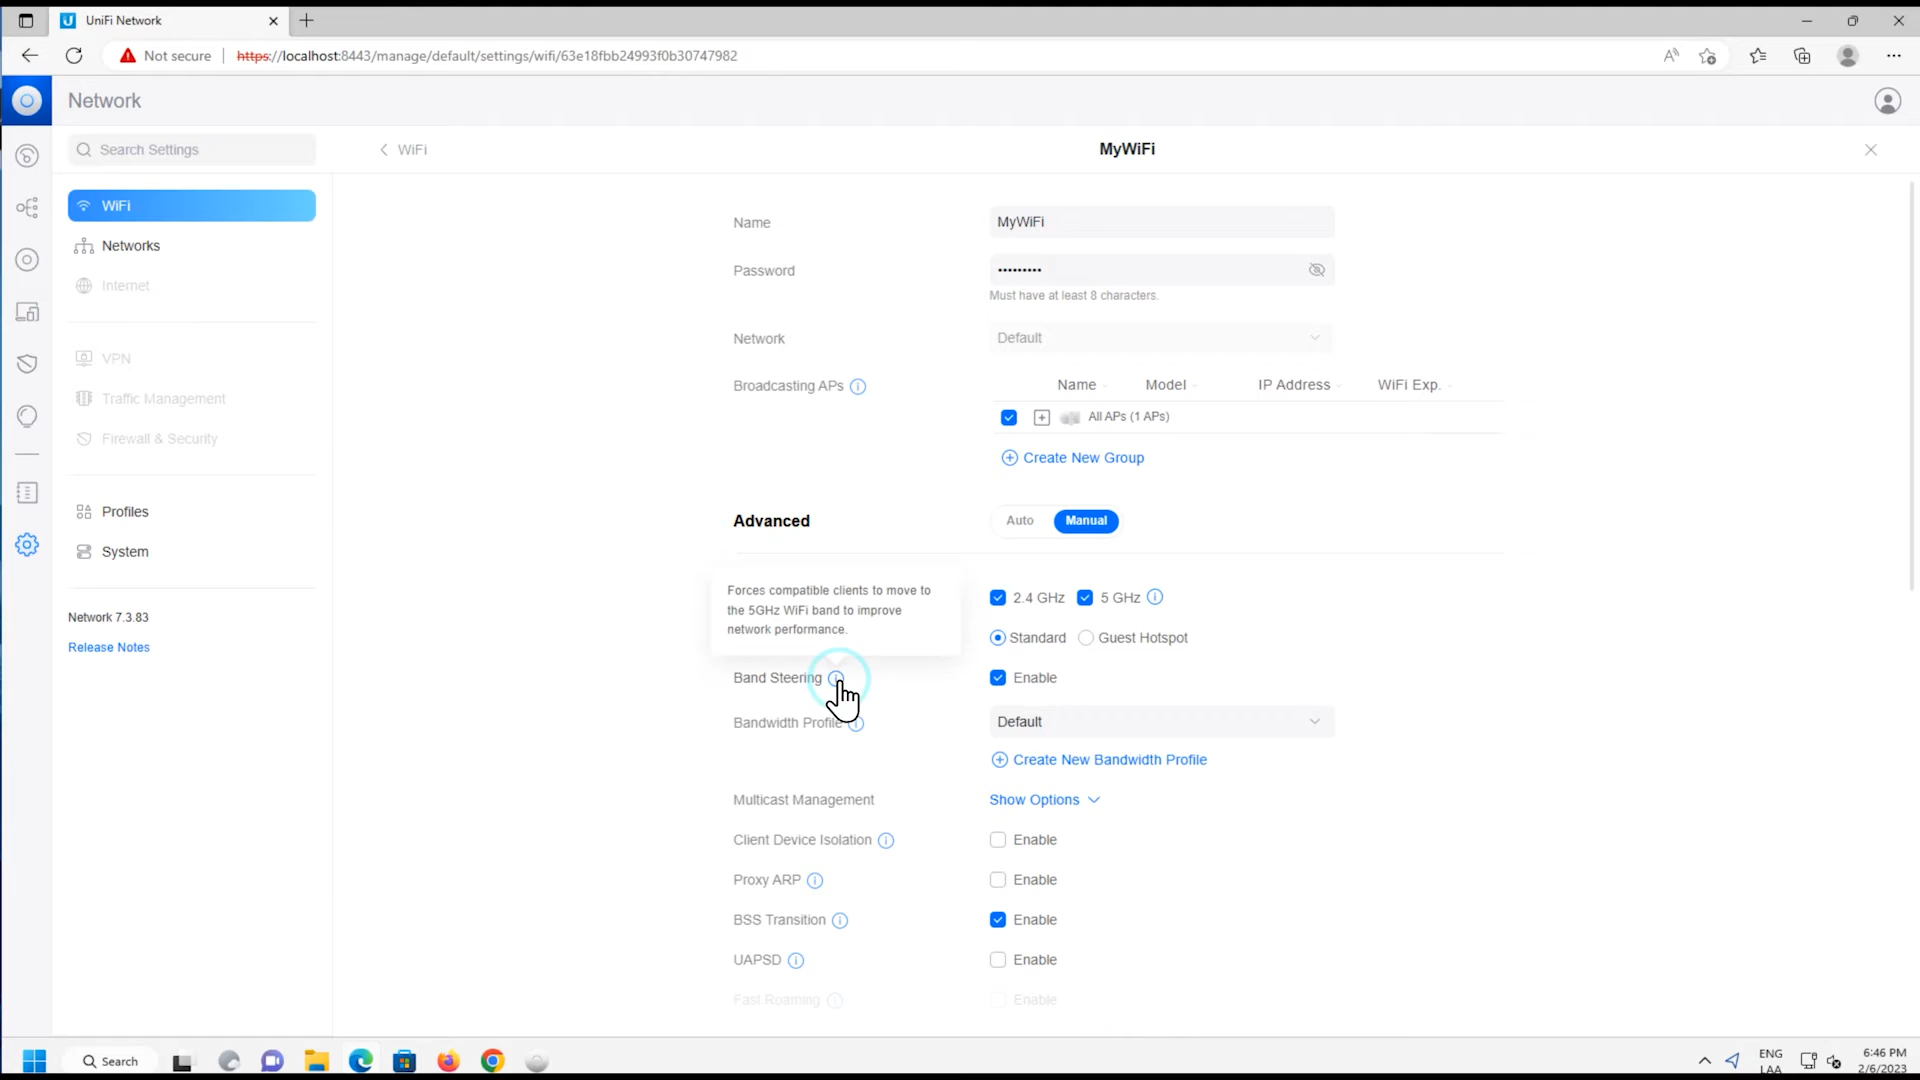 UniFi Network
Not secure
https://localhost:8443/manage/default/settings/wifi/63e18fbb24993f0b30747982
Network
Search Settings
WiFi
MyWiFi
WiFi
Networks
Internet
VPN
Traffic Management
Firewall & Security
Profiles
System
Network 7.3.83
Release Notes
Name
MyWiFi
Password
•••••••••
Must have at least 8 characters.
Network
Default
Broadcasting APs
Name
Model
IP Address
WiFi Exp.
All APs (1 APs)
Create New Group
Advanced
Auto
Manual
Forces compatible clients to move to
the 5GHz WiFi band to improve
network performance.
2.4 GHz
5 GHz
Standard
Guest Hotspot
Band Steering
Enable
Bandwidth Profile
Default
Create New Bandwidth Profile
Multicast Management
Show Options
Client Device Isolation
Enable
Proxy ARP
Enable
BSS Transition
Enable
UAPSD
Enable
Fast Roaming
Enable
Search
ENG
LAA
6:46 PM
2/6/2023